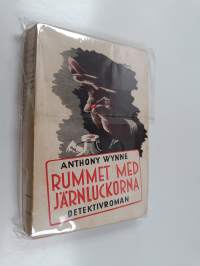 ANTHONY WYNNE
RUMMET MED
JÄRNLUCKORNA
DETEKTIVROMAN